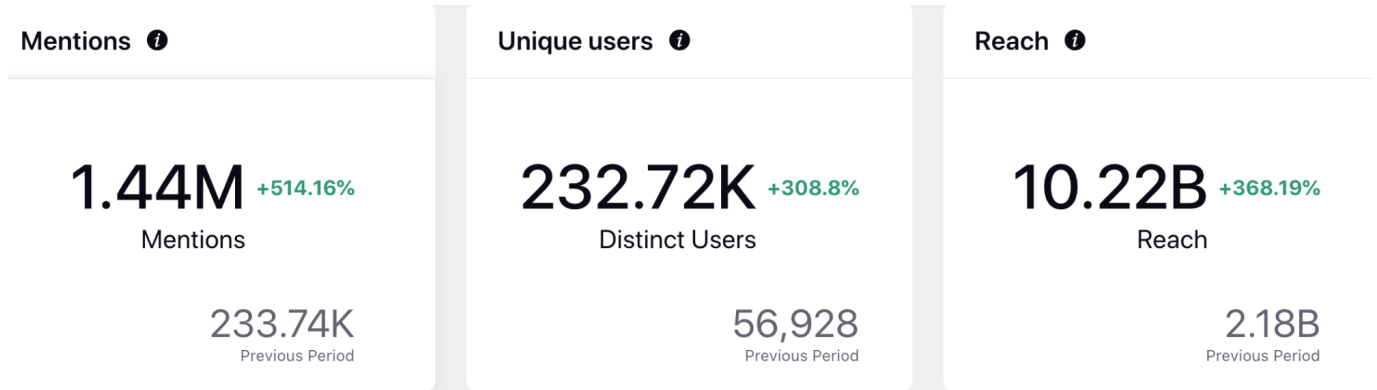 Mentions
1.44M +514.16%
Mentions
233.74K
Previous Period
Unique users
232.72K +308.8%
Distinct Users
56,928
Previous Period
Reach
10.22B +368.19%
Reach
2.18B
Previous Period